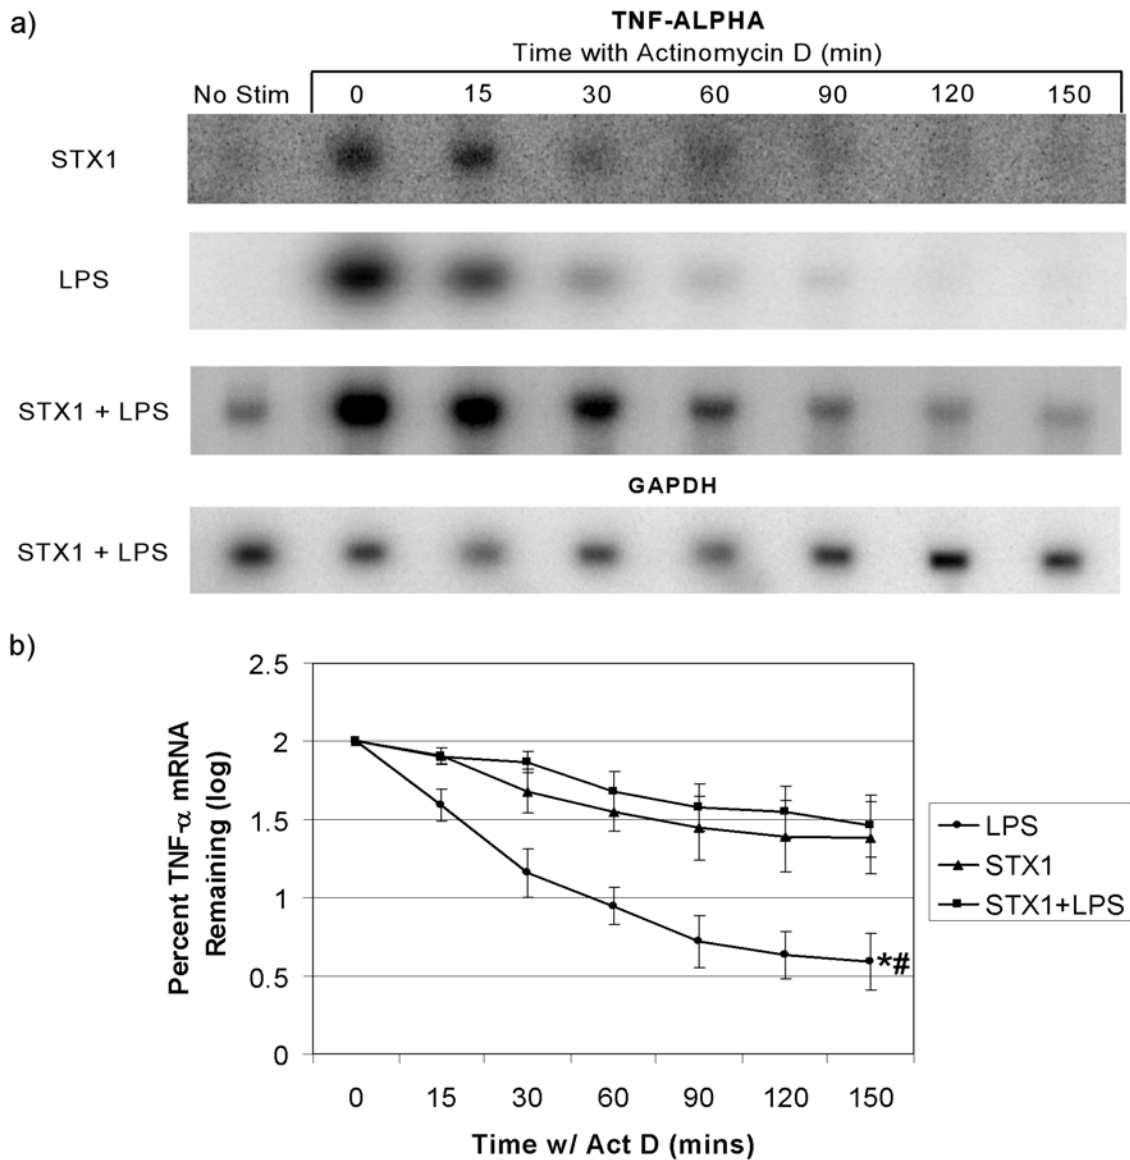 a)
TNF-ALPHA
Time with Actinomycin D (min)
No Stim 0 15 30 60 90 120 150
STX1
LPS
STX1 + LPS
GAPDH
STX1 + LPS
b)
Percent TNF-α mRNA
Remaining (log)
2.5
2
1.5
1
0.5
0
*#
LPS
STX1
STX1+LPS
0 15 30 60 90 120 150
Time w/ Act D (mins)